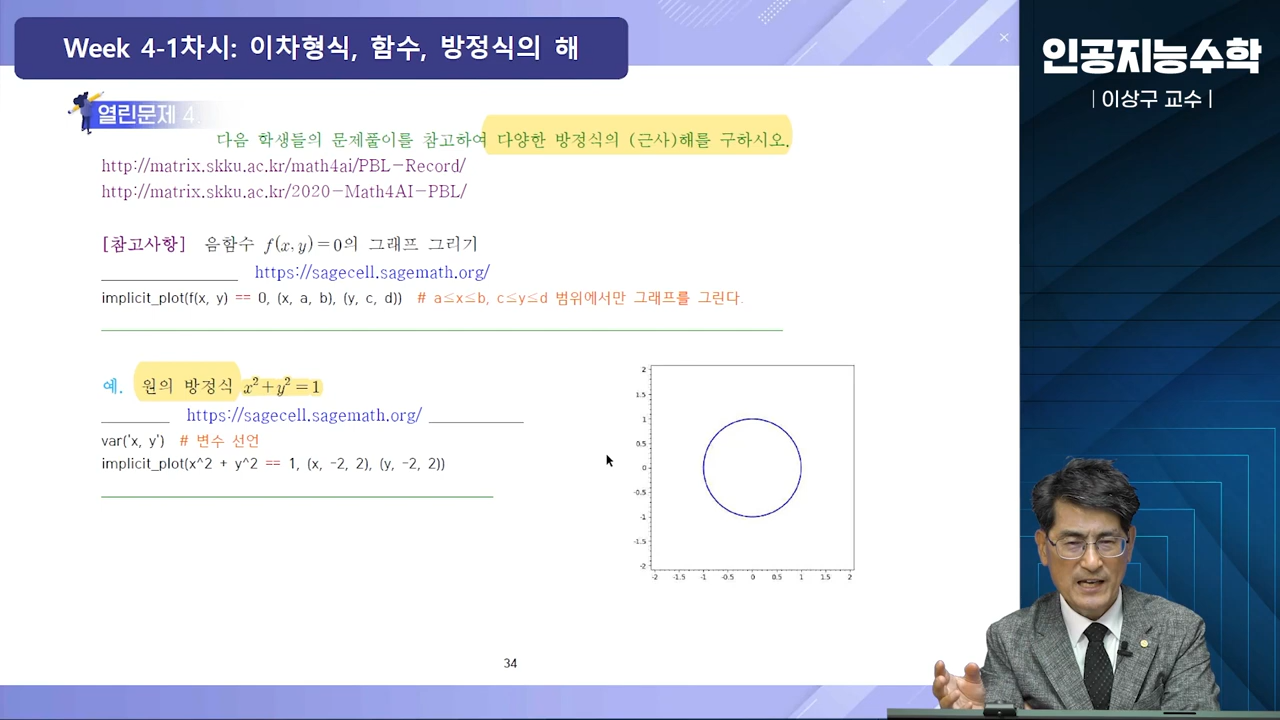 Week 4-1차시: 이차형식, 함수, 방정식의 해
인공지능수학
| 이상구 교수 |
열린문제 4.
다음 학생들의 문제풀이를 참고하여 다양한 방정식의 (근사)해를 구하시오.
http://matrix.skku.ac.kr/math4ai/PBL-Record/
http://matrix.skku.ac.kr/2020-Math4AI-PBL/
[참고사항] 음함수 f(x, y)=0의 그래프 그리기
https://sagecell.sagemath.org/
implicit_plot(f(x, y) == 0, (x, a, b), (y, c, d)) # a≤x≤b, c≤y≤d 범위에서만 그래프를 그린다.
예. 원의 방정식 x²+y²=1
https://sagecell.sagemath.org/
var('x, y') # 변수 선언
implicit_plot(x^2 + y^2 == 1, (x, -2, 2), (y, -2, 2))
2
1.5
1
0.5
0
-0.5
-1
-1.5
-2
-2 -1.5 -1 -0.5 0 0.5 1 1.5 2
34